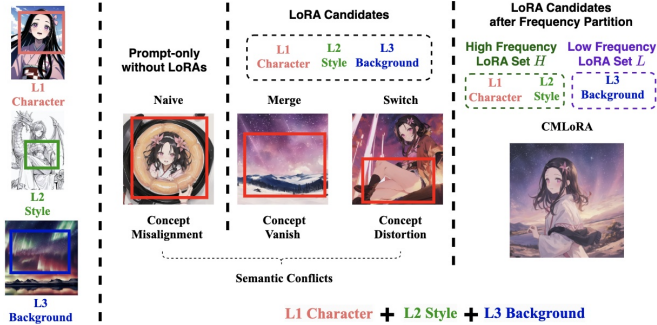 L1
Character
L2
Style
L3
Background
Prompt-only
without LoRAs
Naive
Concept
Misalignment
LoRA Candidates
L1
Character
L2
Style
L3
Background
Merge
Switch
Concept
Vanish
Concept
Distortion
Semantic Conflicts
LoRA Candidates
after Frequency Partition
High Frequency
LoRA Set H
Low Frequency
LoRA Set L
L1
Character
L2
Style
L3
Background
CMLoRA
L1 Character + L2 Style + L3 Background